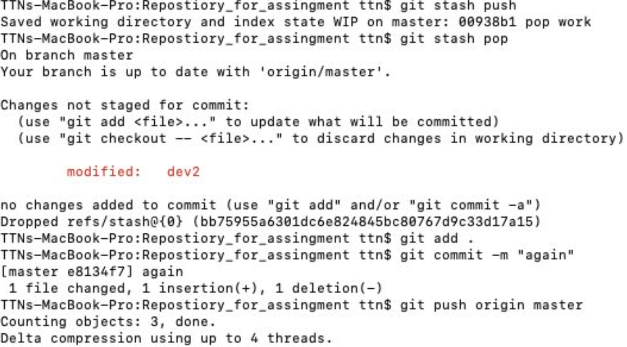 TTNs-MacBook-Pro:Repostiory_for_assingment ttn$ git stash push
Saved working directory and index state WIP on master: 00938b1 pop work
TTNs-MacBook-Pro:Repostiory_for_assingment ttn$ git stash pop
On branch master
Your branch is up to date with 'origin/master'.
Changes not staged for commit:
(use "git add <file>..." to update what will be committed)
(use "git checkout -- <file>..." to discard changes in working directory)
modified: dev2
no changes added to commit (use "git add" and/or "git commit -a")
Dropped refs/stash@{0} (bb75955a6301dc6e824845bc80767d9c33d17a15)
TTNs-MacBook-Pro:Repostiory_for_assingment ttn$ git add .
TTNs-MacBook-Pro:Repostiory_for_assingment ttn$ git commit -m "again"
[master e8134f7] again
1 file changed, 1 insertion(+), 1 deletion(-)
TTNs-MacBook-Pro:Repostiory_for_assingment ttn$ git push origin master
Counting objects: 3, done.
Delta compression using up to 4 threads.